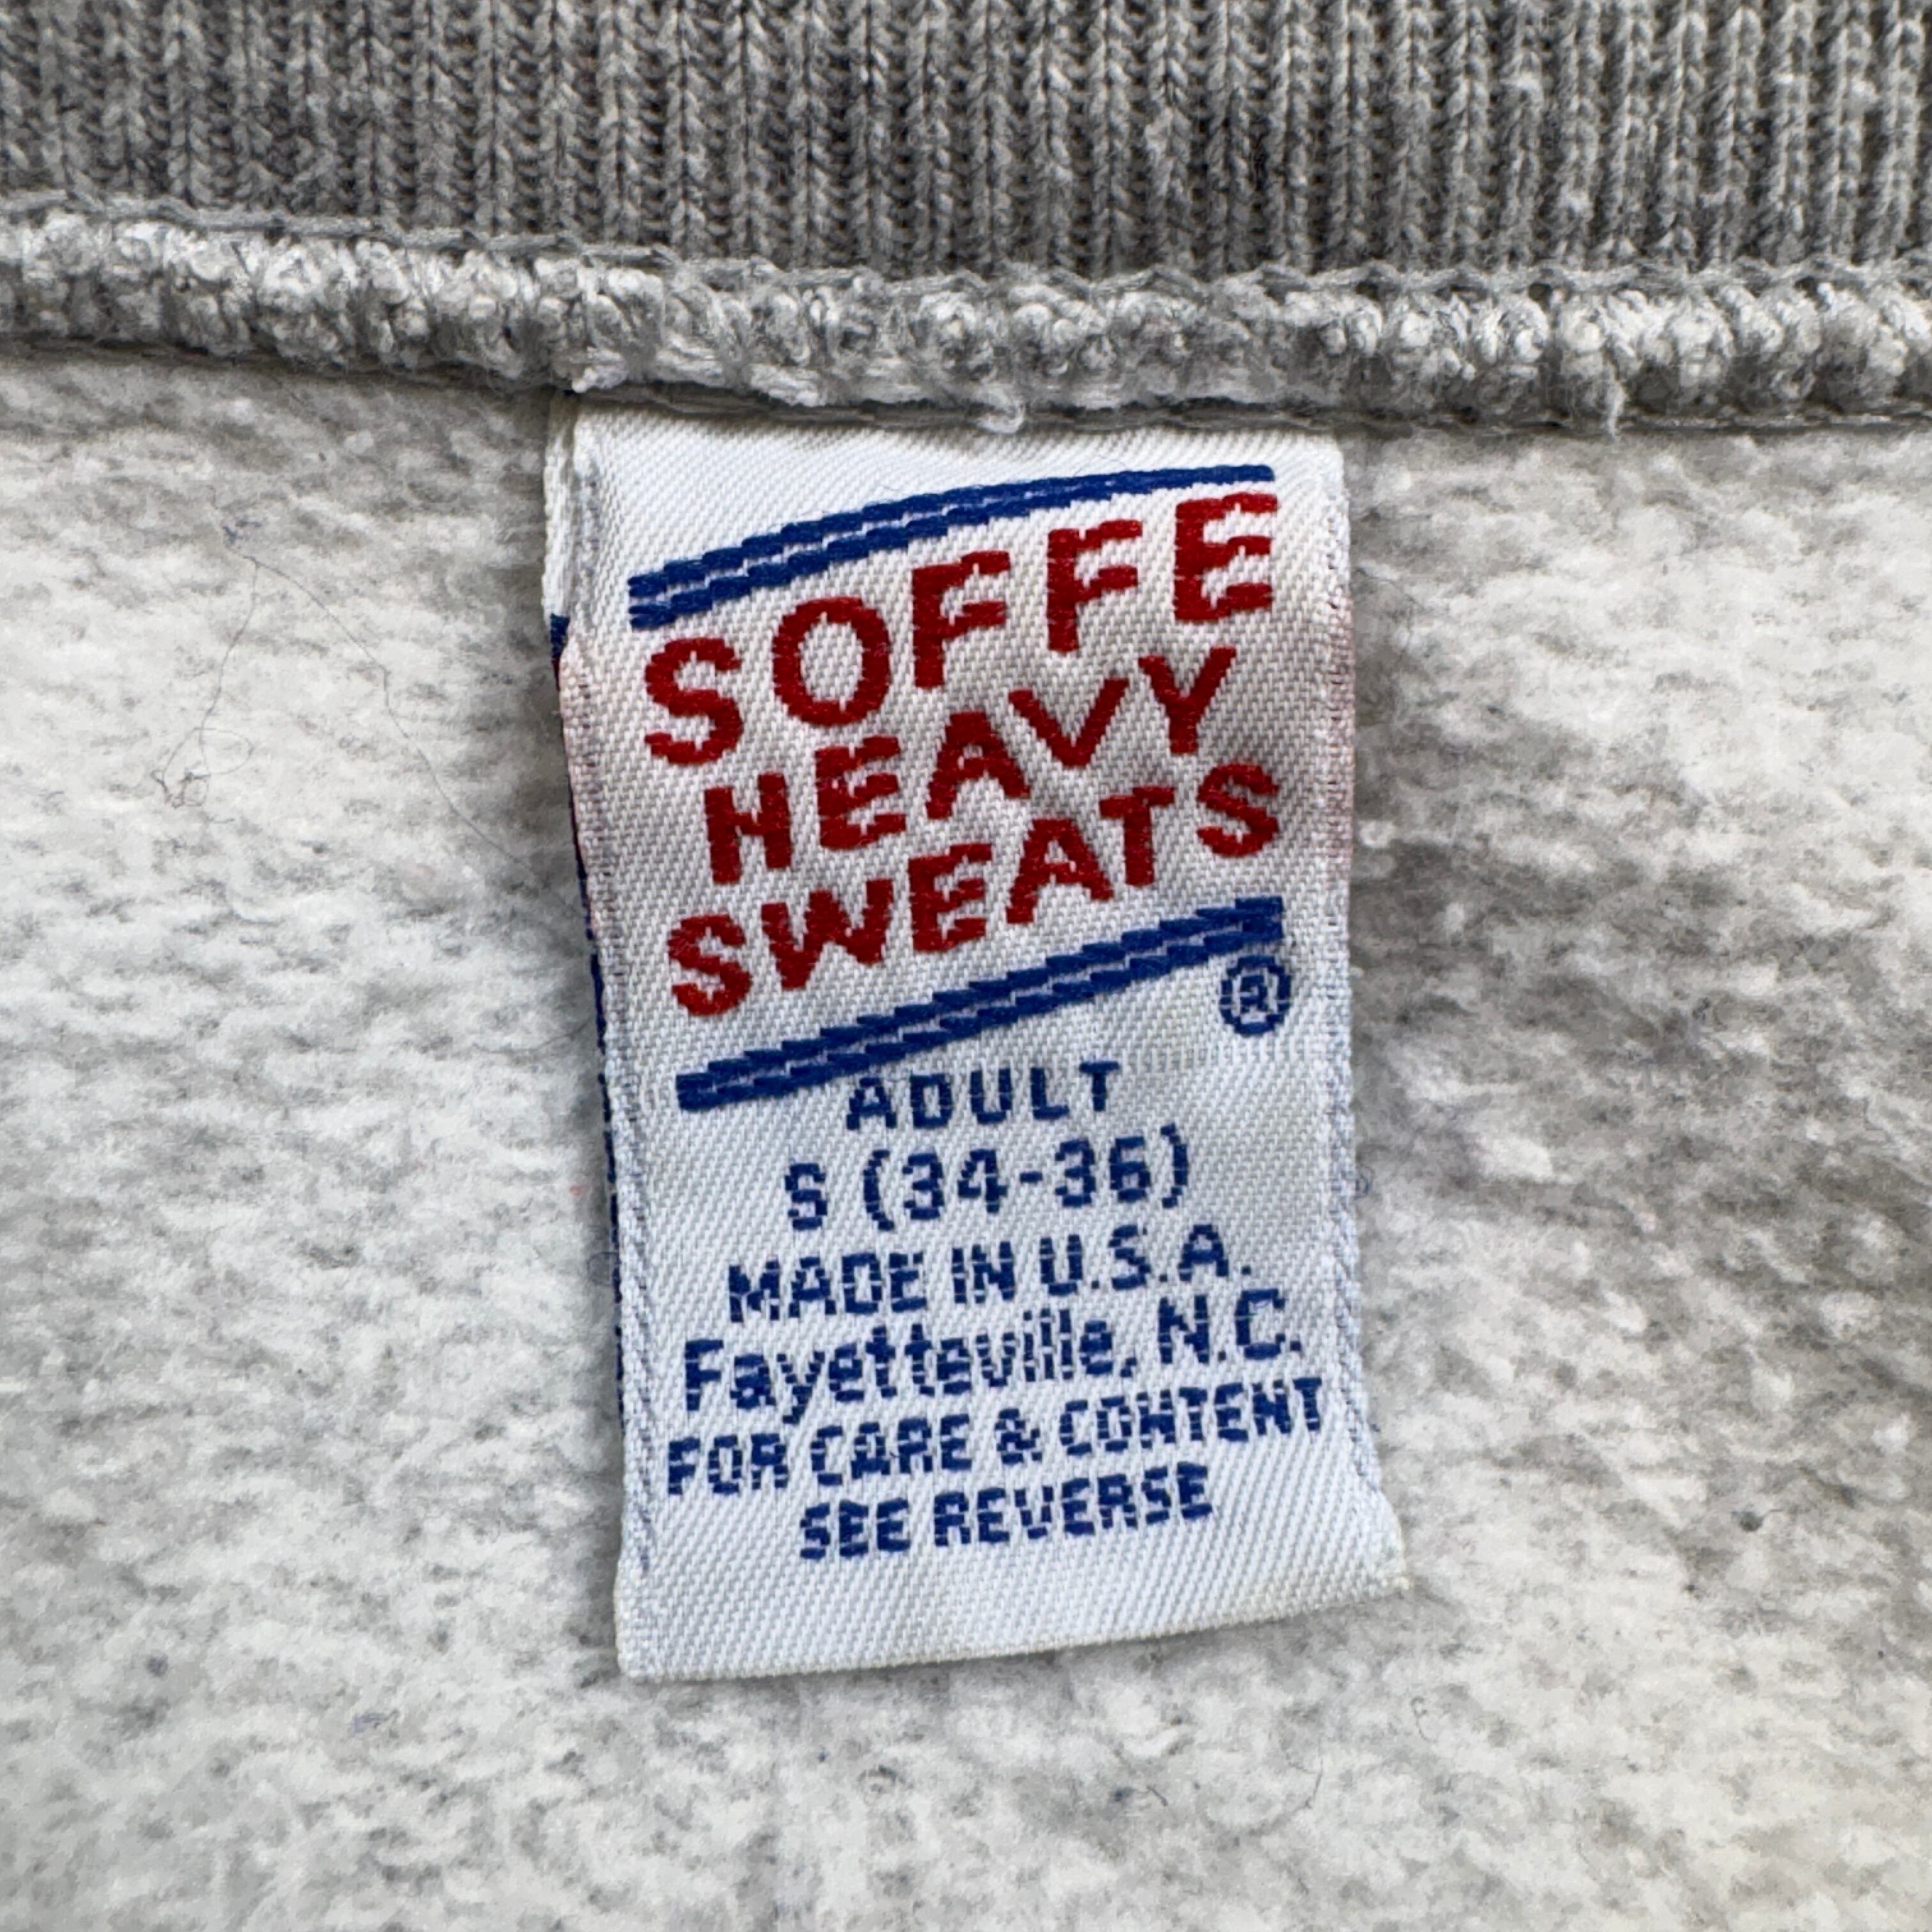 SOFFE
HEAVY
SWEATS
®
ADULT
S (34-36)
MADE IN U.S.A.
Fayetteville, N.C.
FOR CARE & CONTENT
SEE REVERSE